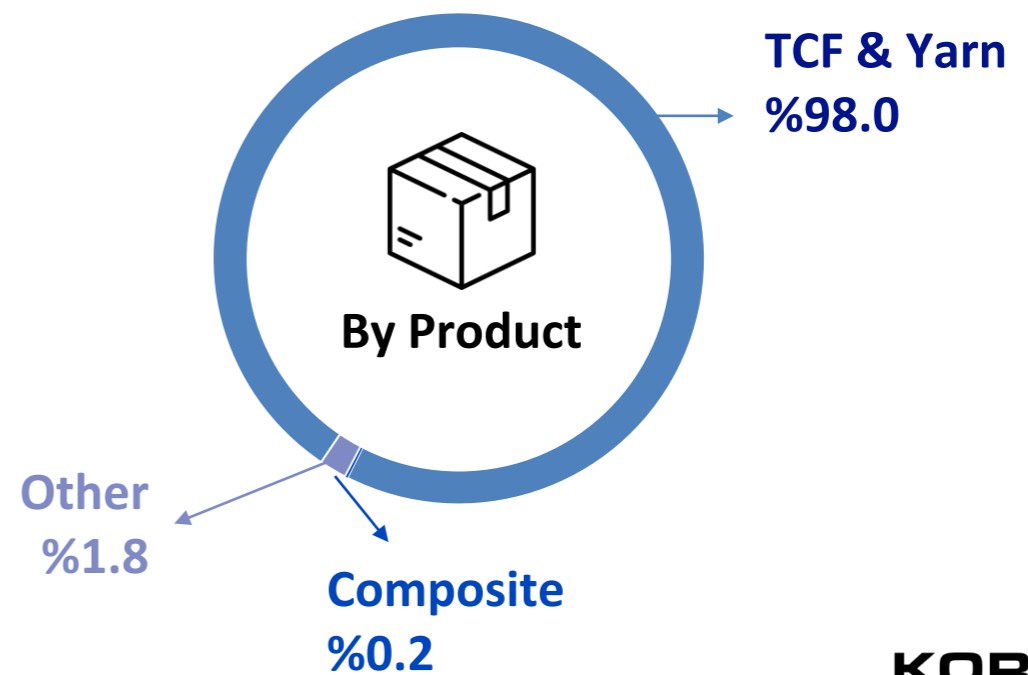 TCF & Yarn
%98.0
By Product
Other
%1.8
Composite
%0.2